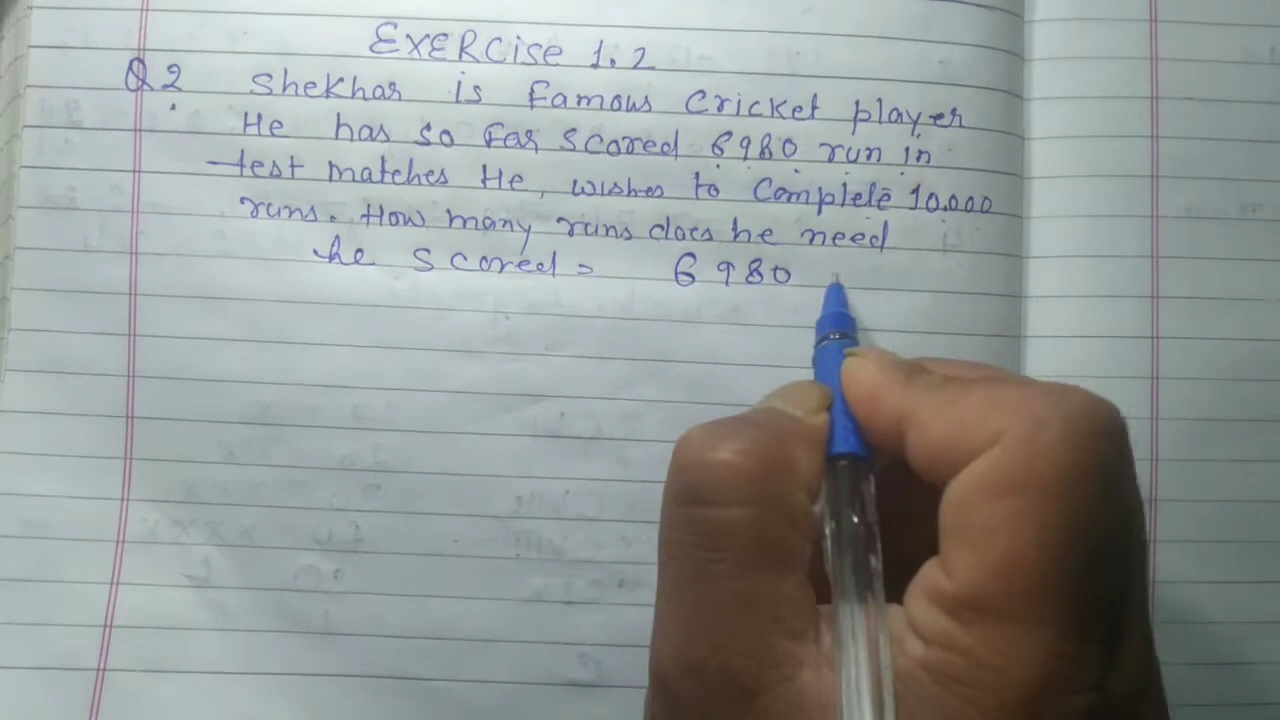 Exercise 1.2
Q2. Shekhar is Famous Cricket player
He has so far scored 6980 run in
test matches He, wishes to Complete 10,000
runs. How many runs does he need
he scored = 6980